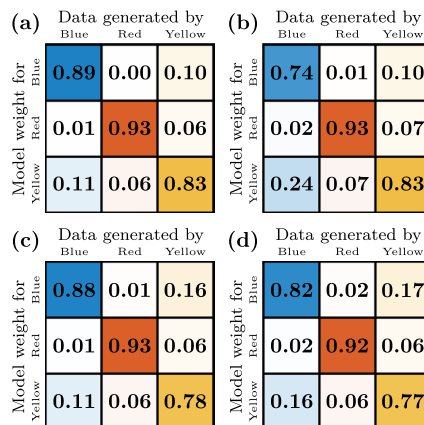 (a) Data generated by
Blue Red Yellow
Model weight for
Blue 0.89 0.00 0.10
Red 0.01 0.93 0.06
Yellow 0.11 0.06 0.83
(b) Data generated by
Blue Red Yellow
Model weight for
Blue 0.74 0.01 0.10
Red 0.02 0.93 0.07
Yellow 0.24 0.07 0.83
(c) Data generated by
Blue Red Yellow
Model weight for
Blue 0.88 0.01 0.16
Red 0.01 0.93 0.06
Yellow 0.11 0.06 0.78
(d) Data generated by
Blue Red Yellow
Model weight for
Blue 0.82 0.02 0.17
Red 0.02 0.92 0.06
Yellow 0.16 0.06 0.77